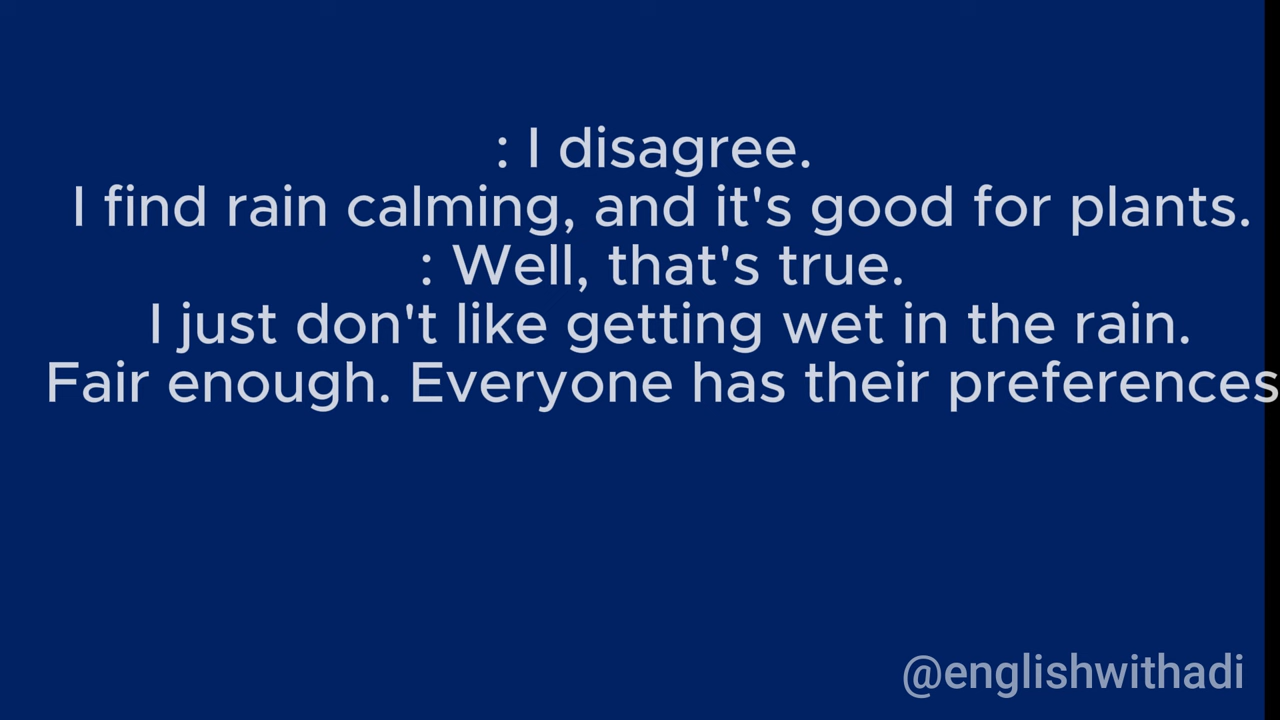 : I disagree.
I find rain calming, and it's good for plants.
: Well, that's true.
I just don't like getting wet in the rain.
Fair enough. Everyone has their preferences
@englishwithadi